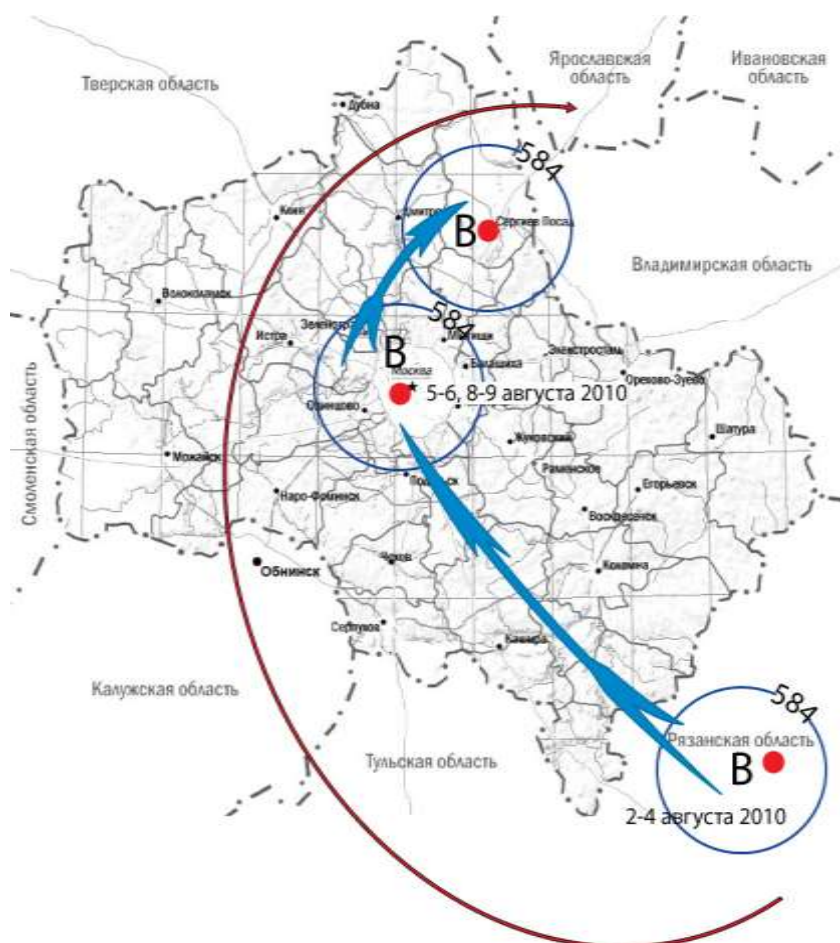 Ярославская
область
Ивановская
область
Тверская область
Дубна
584
Клин
Дмитров
Сергиев Посад
В
Владимирская область
Волоколамск
584
Зеленоград
Истра
Мытищи
В
Балашиха
Электросталь
Москва
Орехово-Зуево
5-6, 8-9 августа 2010
Одинцово
Смоленская область
Шатура
Жуковский
Можайск
Раменское
Подольск
Егорьевск
Наро-Фоминск
Воскресенск
Чехов
Обнинск
Коломна
Серпухов
Кашира
Калужская область
584
Рязанская область
Тульская область
В
2-4 августа 2010